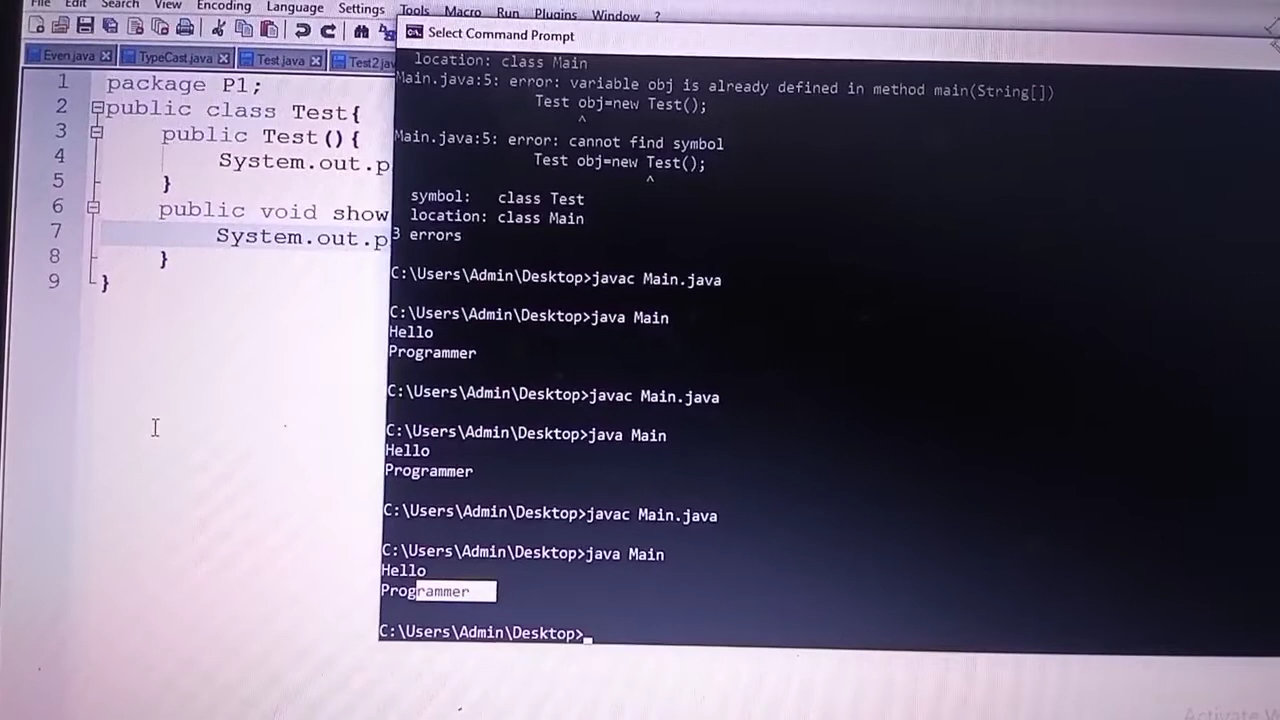 File Edit Search View Encoding Language Settings Tools Macro Run Plugins Window ?
Even.java TypeCast.java Test.java Test2.jav
1 package P1;
2 public class Test{
3 public Test(){
4 System.out.p
5 }
6 public void show
7 System.out.p
8 }
9 }
Select Command Prompt
location: class Main
Main.java:5: error: variable obj is already defined in method main(String[])
Test obj=new Test();
^
Main.java:5: error: cannot find symbol
Test obj=new Test();
^
symbol: class Test
location: class Main
3 errors
C:\Users\Admin\Desktop>javac Main.java
C:\Users\Admin\Desktop>java Main
Hello
Programmer
C:\Users\Admin\Desktop>javac Main.java
C:\Users\Admin\Desktop>java Main
Hello
Programmer
C:\Users\Admin\Desktop>javac Main.java
C:\Users\Admin\Desktop>java Main
Hello
Programmer
C:\Users\Admin\Desktop>
Activate W